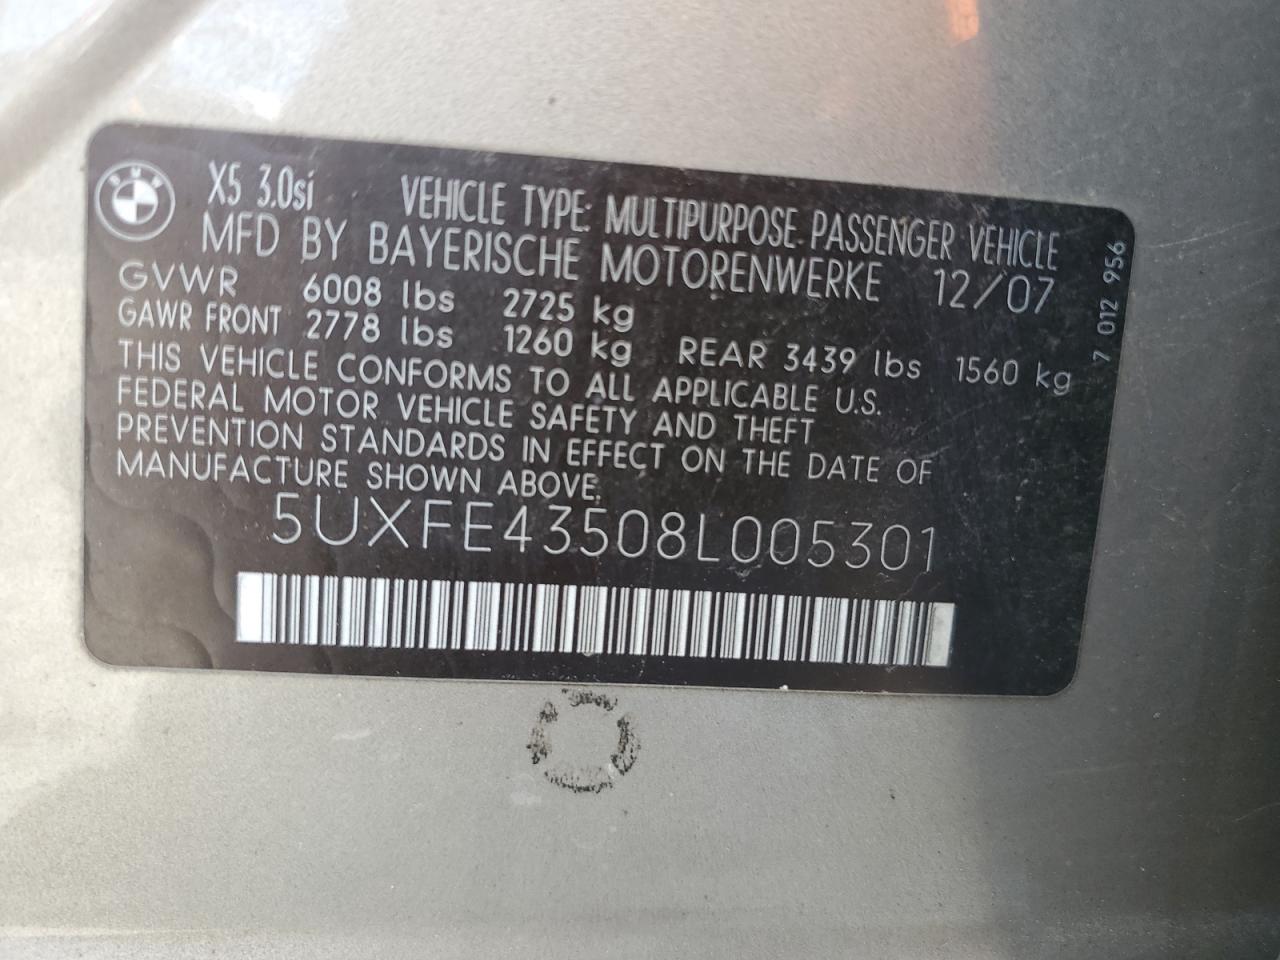 BMW
X5 3.0si VEHICLE TYPE: MULTIPURPOSE PASSENGER VEHICLE
MFD BY BAYERISCHE MOTORENWERKE 12/07
GVWR 6008 lbs 2725 kg
GAWR FRONT 2778 lbs 1260 kg REAR 3439 lbs 1560 kg
THIS VEHICLE CONFORMS TO ALL APPLICABLE U.S.
FEDERAL MOTOR VEHICLE SAFETY AND THEFT
PREVENTION STANDARDS IN EFFECT ON THE DATE OF
MANUFACTURE SHOWN ABOVE.
5UXFE43508L005301
7 012 956